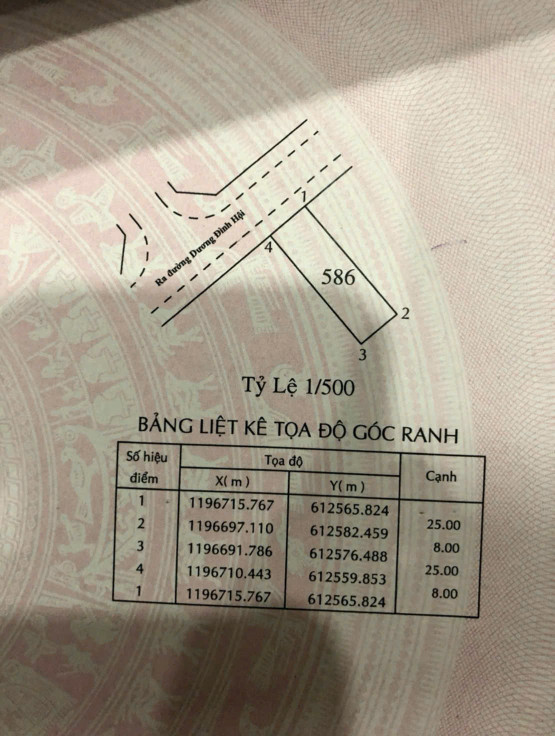 1
Ra đường Dương Đình Hội
4
586
2
3
Tỷ Lệ 1/500
BẢNG LIỆT KÊ TỌA ĐỘ GÓC RANH
Số hiệu điểm Tọa độ Cạnh
X( m ) Y( m )
1 1196715.767 612565.824
25.00
2 1196697.110 612582.459
8.00
3 1196691.786 612576.488
25.00
4 1196710.443 612559.853
8.00
1 1196715.767 612565.824